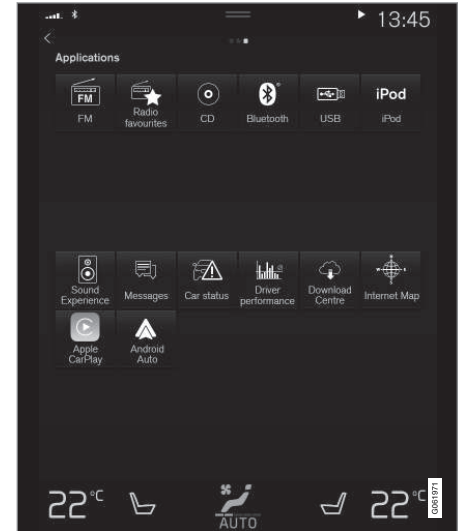 13:45
Applications
FM
FM
Radio
favourites
CD
Bluetooth
USB
iPod
iPod
Sound
Experience
Messages
Car status
Driver
performance
Download
Centre
Internet Map
Apple
CarPlay
Android
Auto
22°C
AUTO
22°C
G061971